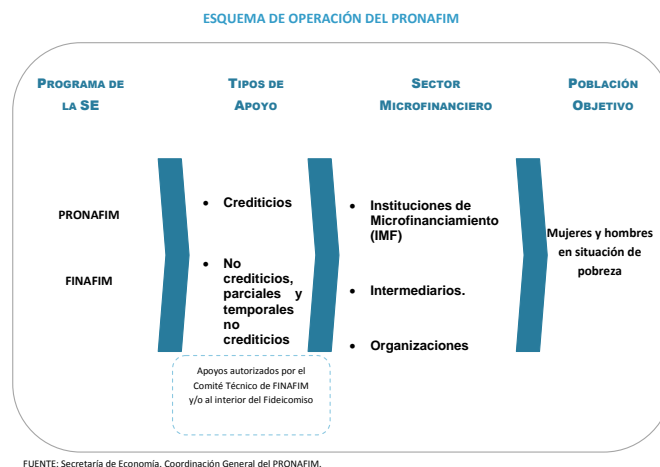 ESQUEMA DE OPERACIÓN DEL PRONAFIM
PROGRAMA DE
LA SE
TIPOS DE
APOYO
SECTOR
MICROFINANCIERO
POBLACIÓN
OBJETIVO
PRONAFIM
FINAFIM
• Crediticios
• No
crediticios,
parciales y
temporales
no
crediticios
Apoyos autorizados por el
Comité Técnico de FINAFIM
y/o al interior del Fideicomiso
• Instituciones de
Microfinanciamiento
(IMF)
• Intermediarios.
• Organizaciones
Mujeres y hombres
en situación de
pobreza
FUENTE: Secretaría de Economía. Coordinación General del PRONAFIM.